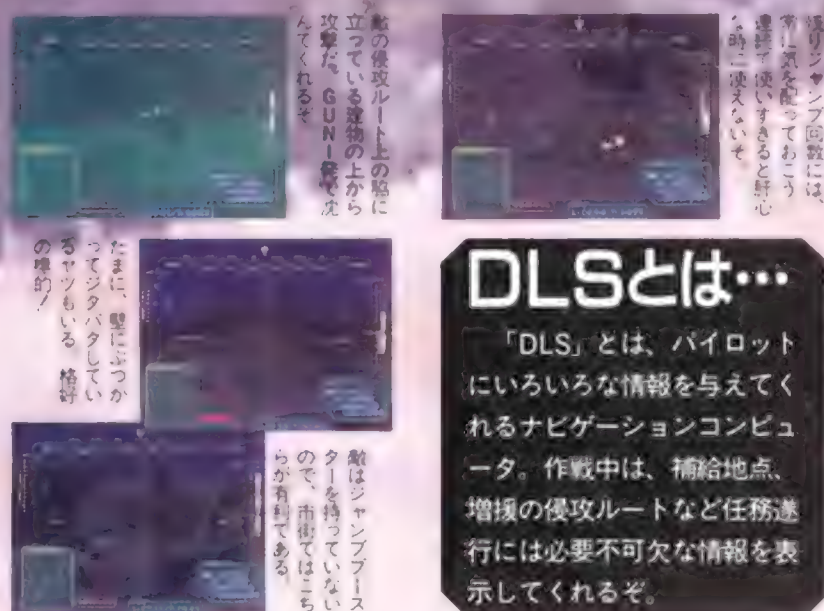 残りジャンプ回数には、
常に気を配っておこう
連続で使いすぎると肝心
な時に使えないぞ。
敵の侵攻ルート上の脇に
立っている建物の上から
攻撃だ。GUN一発で沈
んでくれるぞ
たまに、壁にぶつか
ってジタバタしてい
るヤツもいる 格好
の標的!
敵はジャンプブース
ターを持っていない
ので、市街ではこち
らが有利である
DLSとは…
「DLS」とは、パイロット
にいろいろな情報を与えてく
れるナビゲーションコンピュ
ータ。作戦中は、補給地点、
増援の侵攻ルートなど任務遂
行には必要不可欠な情報を表
示してくれるぞ。